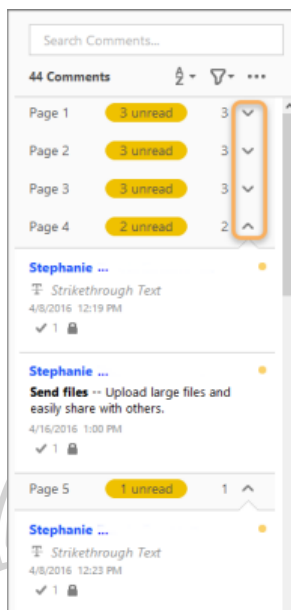 Search Comments...
44 Comments
Page 1 3 unread 3
Page 2 3 unread 3
Page 3 3 unread 3
Page 4 2 unread 2
Stephanie ...
Strikethrough Text
4/8/2016 12:19 PM
1
Stephanie ...
Send files -- Upload large files and
easily share with others.
4/16/2016 1:00 PM
1
Page 5 1 unread 1
Stephanie ...
Strikethrough Text
4/8/2016 12:23 PM
1